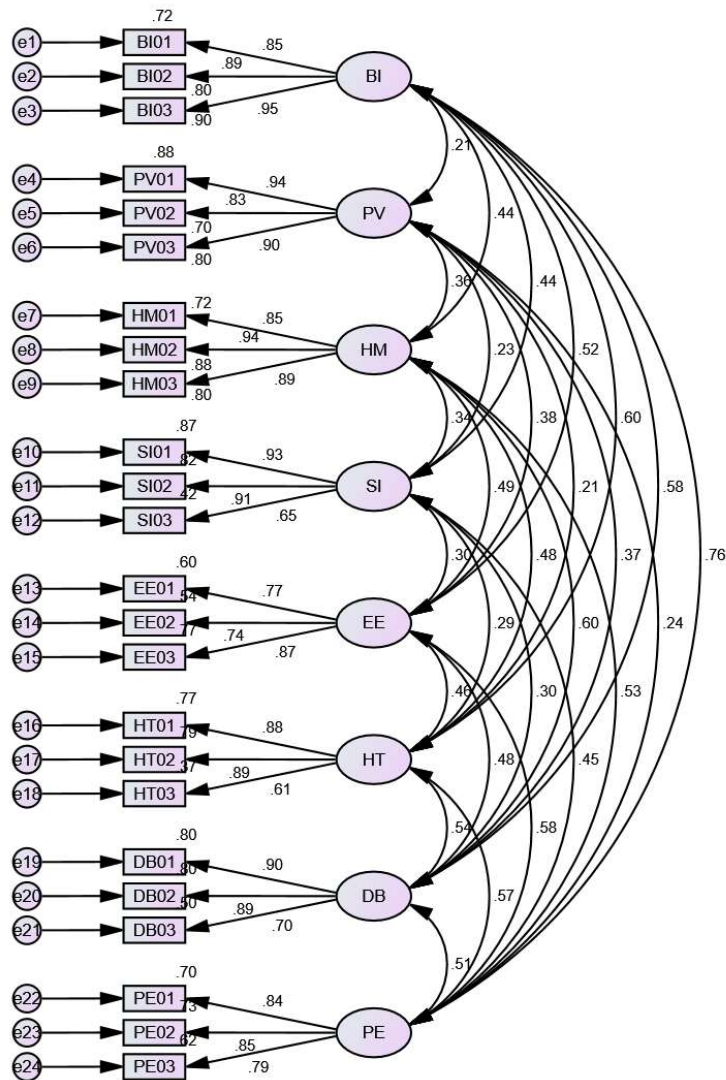 .72
e1 BI01 .85
e2 BI02 .89 BI
.80
e3 BI03 .95
.90
.21
.88
e4 PV01 .94
e5 PV02 .83 PV .44
.70
e6 PV03 .90
.80
.36 .44
.72
e7 HM01 .85
e8 HM02 .94 HM .23 .52
.88
e9 HM03 .89
.80
.34 .38 .60
.87
e10 SI01 .93
.82
e11 SI02 SI .49 .21 .58
.42
e12 SI03 .91
.65
.30 .48 .37 .76
.60
e13 EE01 .77
.54
e14 EE02 EE .29 .60 .24
.77
e15 EE03 .74
.87
.46 .30 .53
.77
e16 HT01 .88
.79
e17 HT02 HT .48 .45
.37
e18 HT03 .89
.61
.54 .58
.80
e19 DB01 .90
.80
e20 DB02 DB .57
.50
e21 DB03 .89
.70
.51
.70
e22 PE01 .84
.73
e23 PE02 PE
.62
e24 PE03 .85
.79